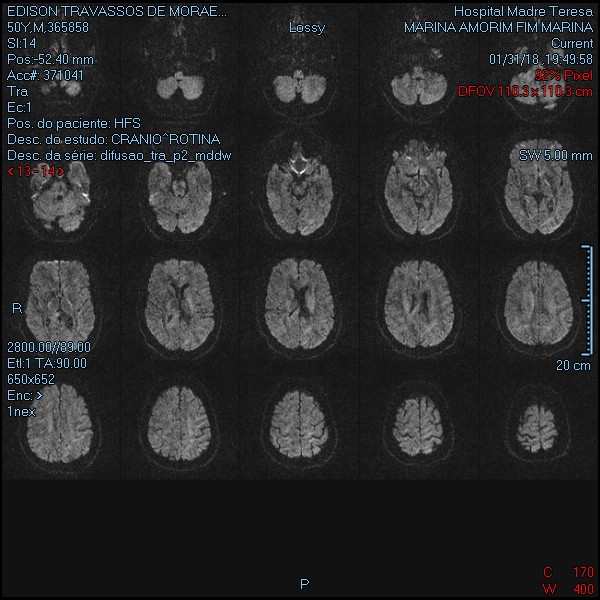 EDISON TRAVASSOS DE MORAE...
Hospital Madre Teresa
50Y,M,365858
Lossy
MARINA AMORIM FIM MARINA
Sl:14
Current
Pos:-52.40 mm
01/31/18 ,19:49:58
Acc#: 371041
92% Pixel
Tra
DFOV 110.3 x 110.3 cm
Ec:1
Pos. do paciente: HFS
Desc. do estudo: CRANIO^ROTINA
Desc. da série: difusao_tra_p2_mddw
SW 5.00 mm
< 13 - 14 >
R
2800.00//89.00
Etl:1 TA:90.00
20 cm
650x652
Enc: >
1nex
P
C 170
W 400